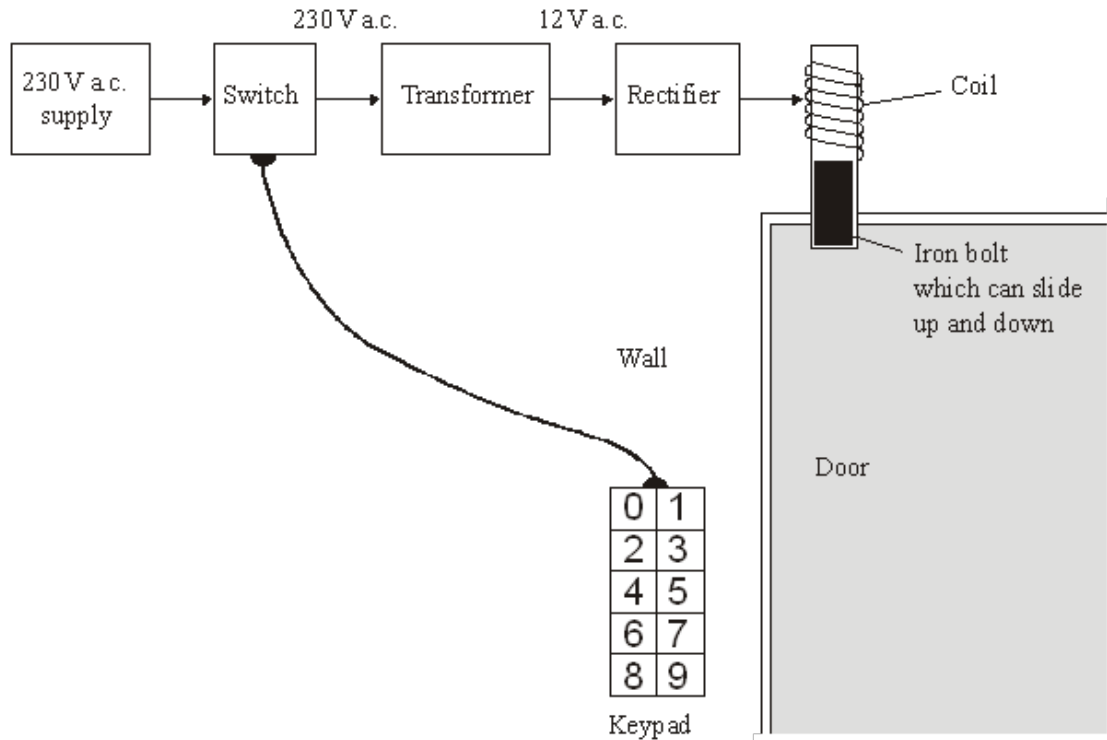 230 V a.c.
12 V a.c.
230 V a.c.
supply
Switch
Transformer
Rectifier
Coil
Iron bolt
which can slide
up and down
Wall
Door
0 1
2 3
4 5
6 7
8 9
Keypad